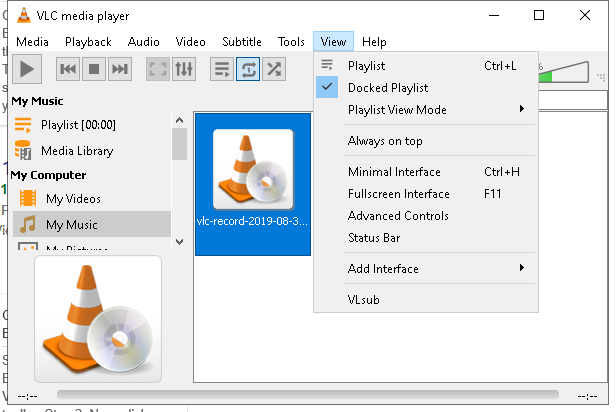 VLC media player
Media Playback Audio Video Subtitle Tools View Help
%
My Music
Playlist [00:00]
Media Library
My Computer
My Videos
My Music
My Pictures
vlc-record-2019-08-3...
Playlist Ctrl+L
Docked Playlist
Playlist View Mode
Always on top
Minimal Interface Ctrl+H
Fullscreen Interface F11
Advanced Controls
Status Bar
Add Interface
VLsub
--:-- --:--